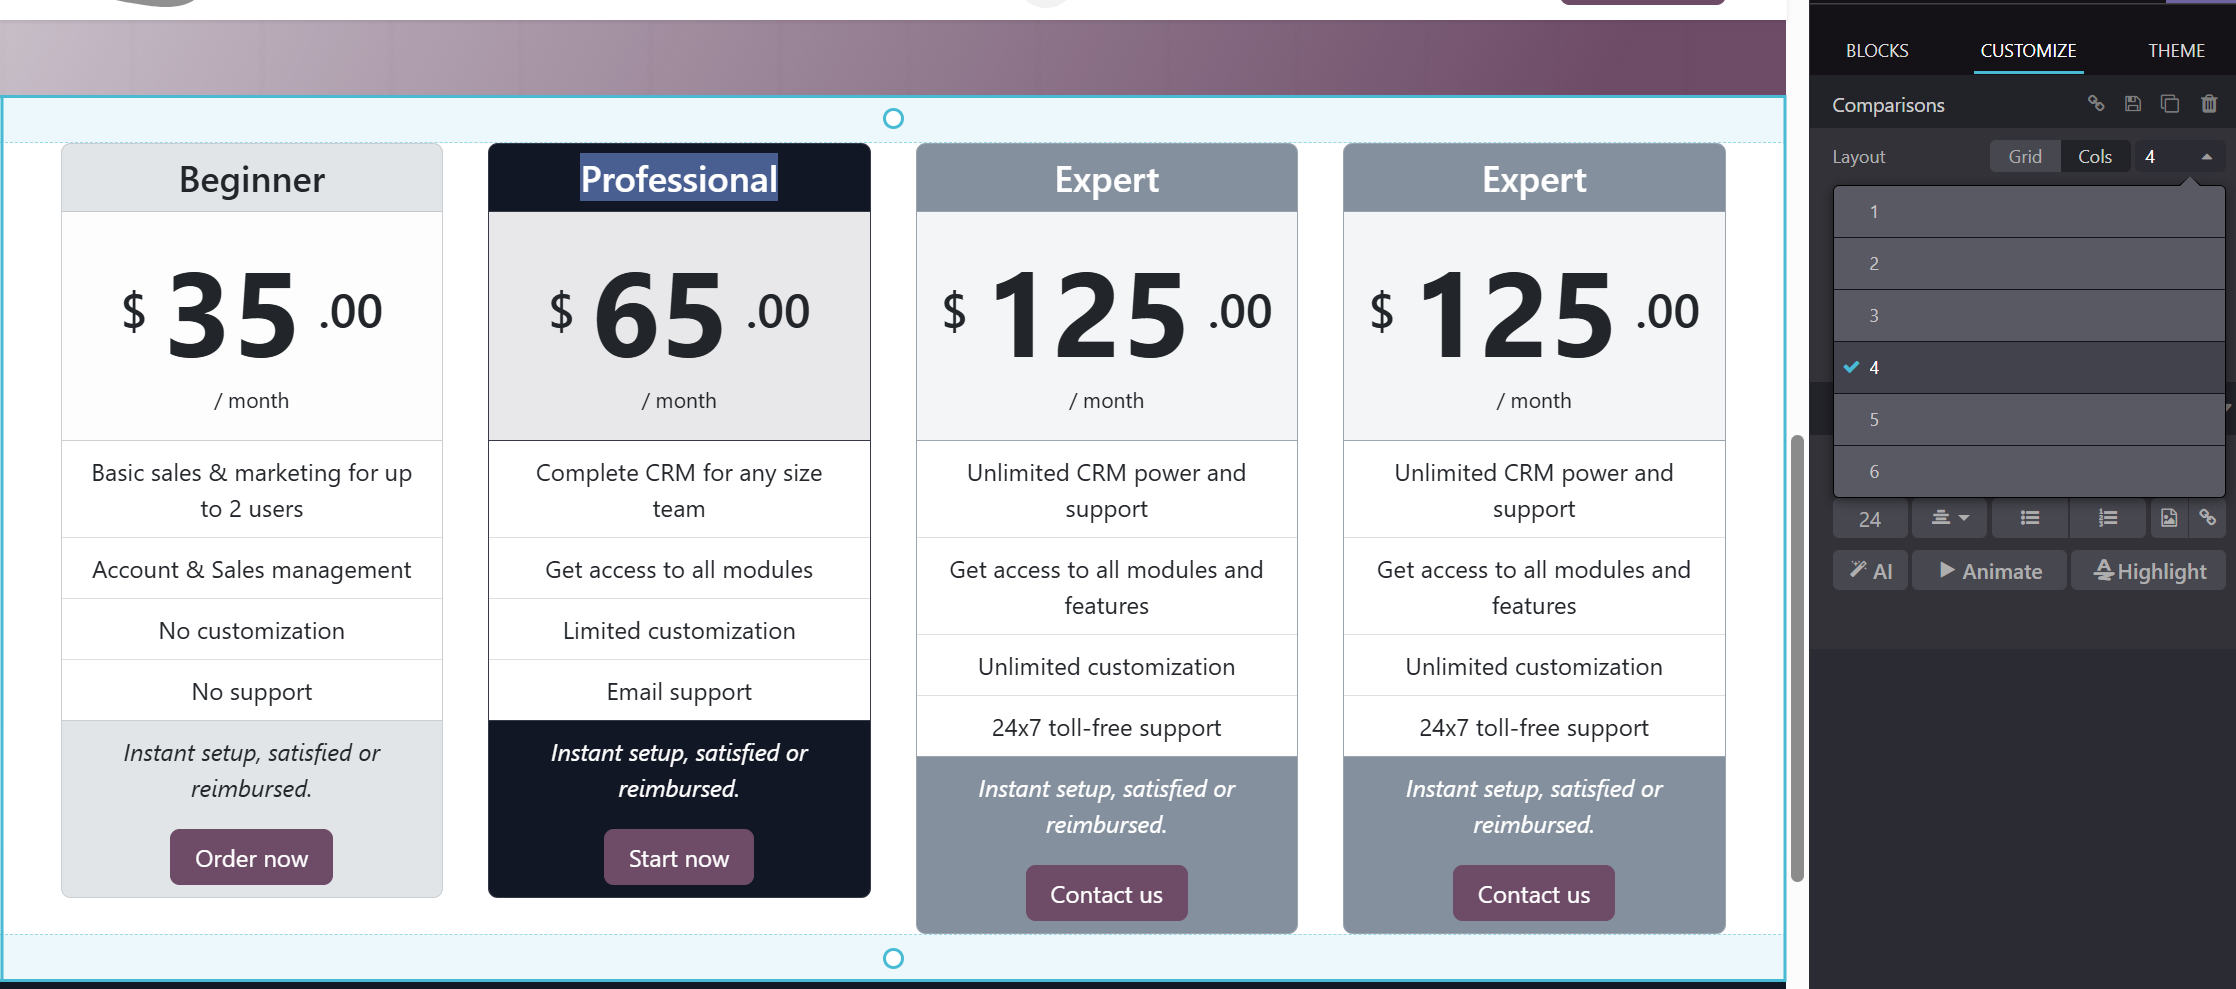 BLOCKS CUSTOMIZE THEME
Comparisons
Layout Grid Cols 4
1
2
3
4
5
6
24
AI Animate Highlight
Beginner
$ 35 .00
/ month
Basic sales & marketing for up
to 2 users
Account & Sales management
No customization
No support
Instant setup, satisfied or
reimbursed.
Order now
Professional
$ 65 .00
/ month
Complete CRM for any size
team
Get access to all modules
Limited customization
Email support
Instant setup, satisfied or
reimbursed.
Start now
Expert
$ 125 .00
/ month
Unlimited CRM power and
support
Get access to all modules and
features
Unlimited customization
24x7 toll-free support
Instant setup, satisfied or
reimbursed.
Contact us
Expert
$ 125 .00
/ month
Unlimited CRM power and
support
Get access to all modules and
features
Unlimited customization
24x7 toll-free support
Instant setup, satisfied or
reimbursed.
Contact us